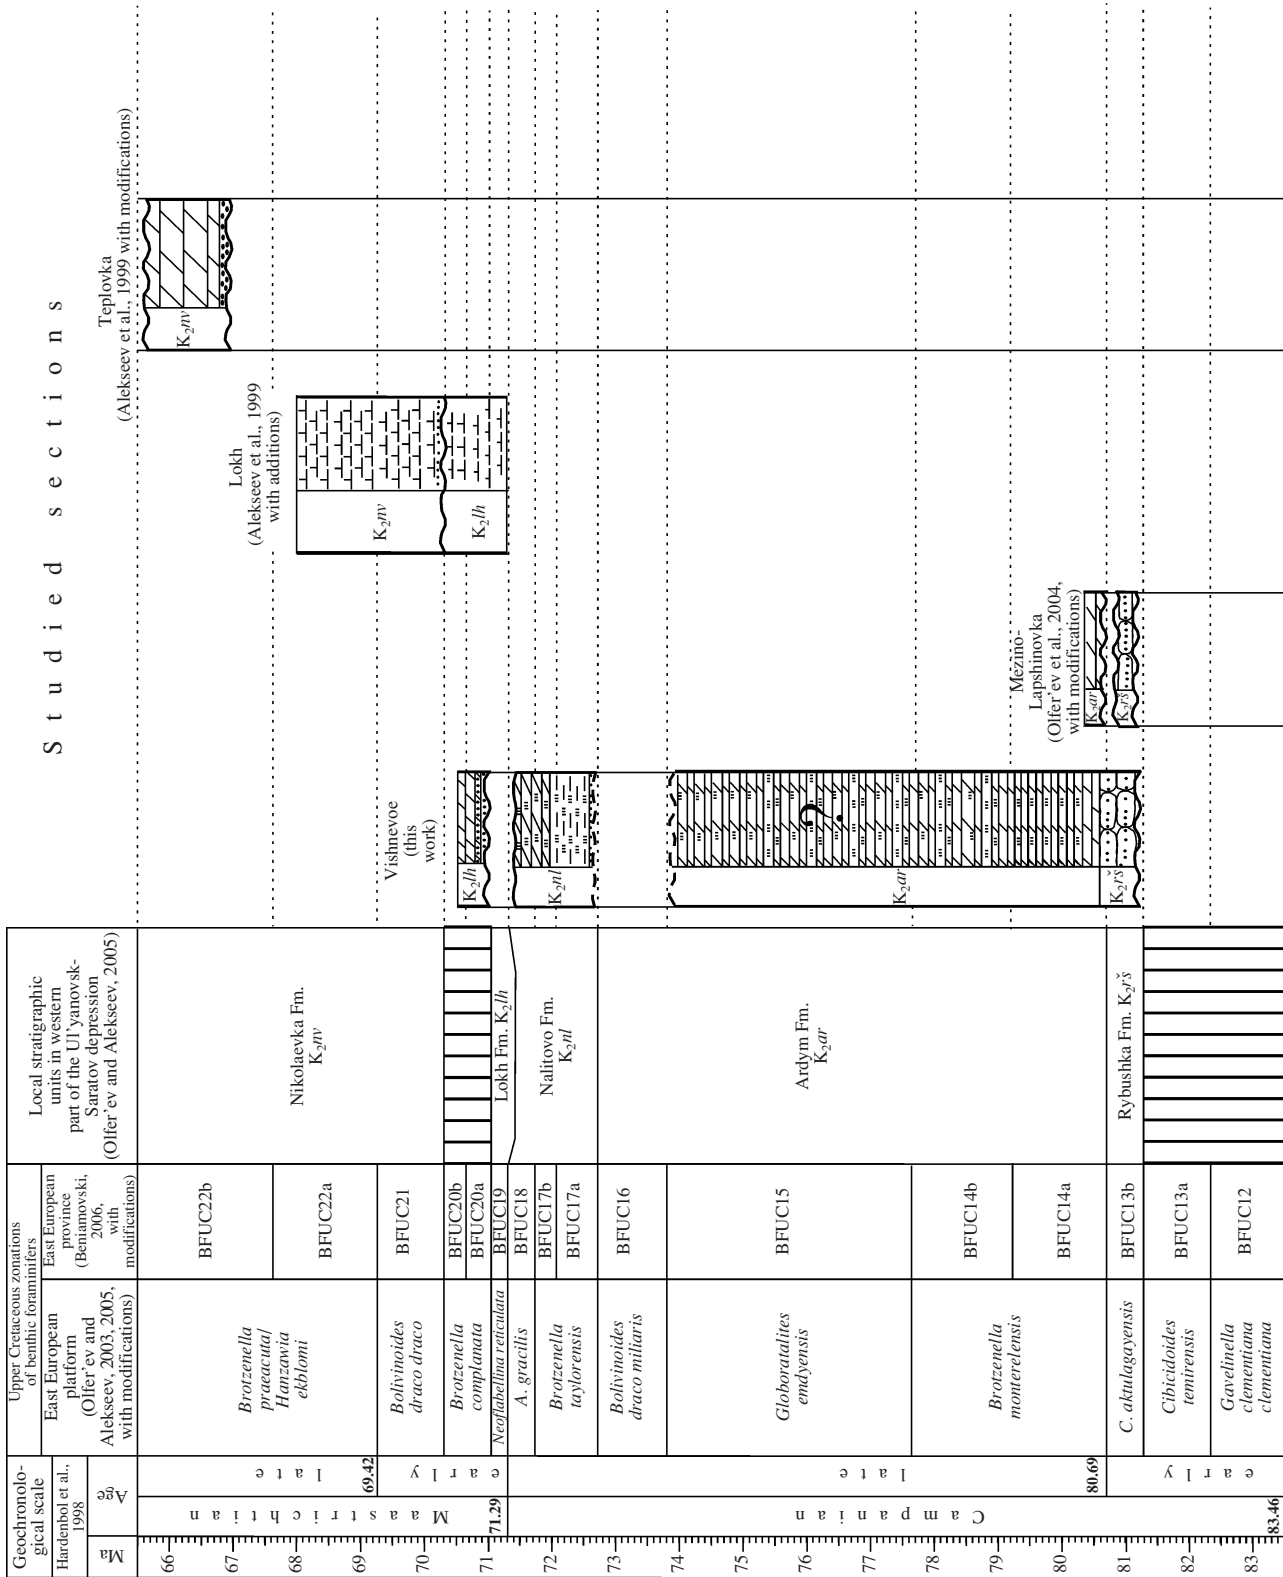 Studied sections
Teplovka
(Alekseev et al., 1999 with modifications)
K2nv
Lokh
(Alekseev et al., 1999
with additions)
K2nv
K2lh
Mezino-
Lapshinovka
(Olfer'ev et al., 2004,
with modifications)
K2ar
K2rš
Vishnevoe
(this
work)
K2lh
K2nl
?
K2ar
K2rš
Local stratigraphic
units in western
part of the Ul'yanovsk-
Saratov depression
(Olfer'ev and Alekseev, 2005)
Nikolaevka Fm.
K2nv
Lokh Fm. K2lh
Nalitovo Fm.
K2nl
Ardym Fm.
K2ar
Rybushka Fm. K2rš
Upper Cretaceous zonations
of benthic foraminifers
East European
province
(Beniamovski,
2006,
with
modifications)
BFUC22b
BFUC22a
BFUC21
BFUC20b
BFUC20a
BFUC19
BFUC18
BFUC17b
BFUC17a
BFUC16
BFUC15
BFUC14b
BFUC14a
BFUC13b
BFUC13a
BFUC12
East European
platform
(Olfer'ev and
Alekseev, 2003, 2005,
with modifications)
Brotzenella
praeacuta/
Hanzawia
ekblomi
Bolivinoides
draco draco
Brotzenella
complanata
Neoflabellina reticulata
A. gracilis
Brotzenella
taylorensis
Bolivinoides
draco miliaris
Globoratalites
emdyensis
Brotzenella
monterelensis
C. aktulagayensis
Cibicidoides
temirensis
Gavelinella
clementiana
clementiana
Geochronolo-
gical scale
Hardenbol et al.,
1998
Age
late
69.42
early
late
80.69
early
Maastrichtian
71.29
Campanian
83.46
Ma
66
67
68
69
70
71
72
73
74
75
76
77
78
79
80
81
82
83